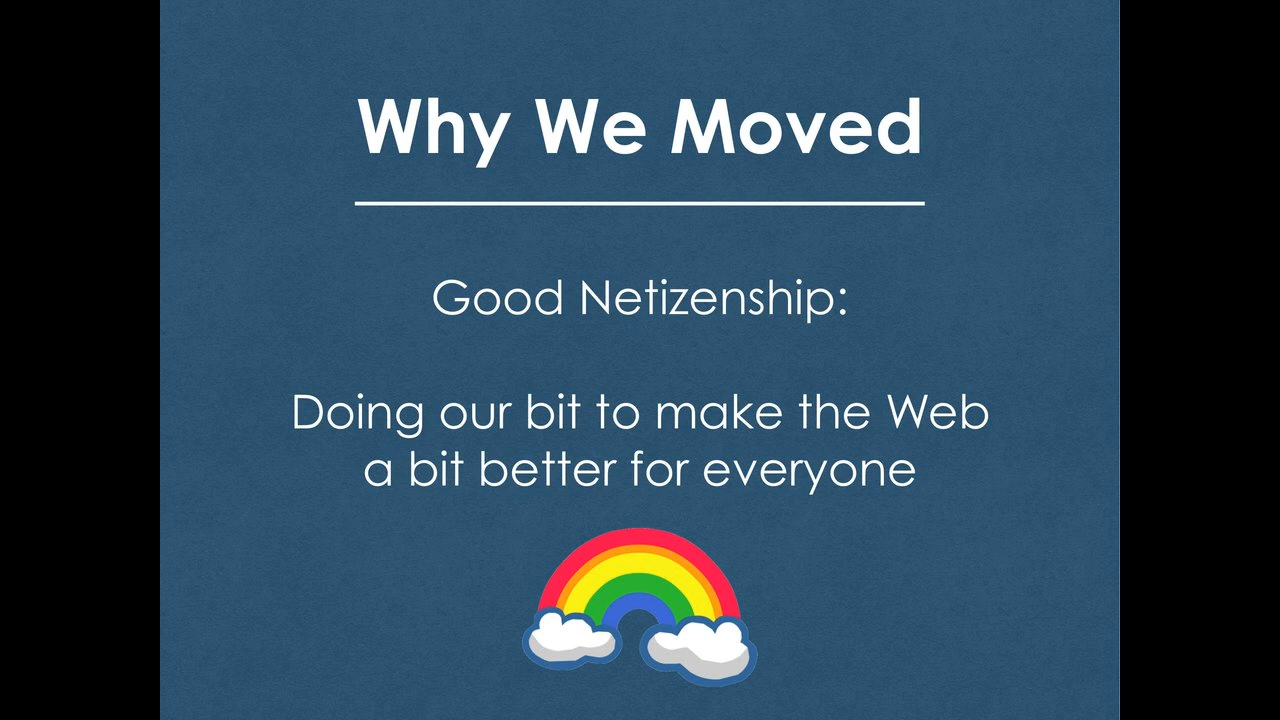 Why We Moved
Good Netizenship:
Doing our bit to make the Web
a bit better for everyone